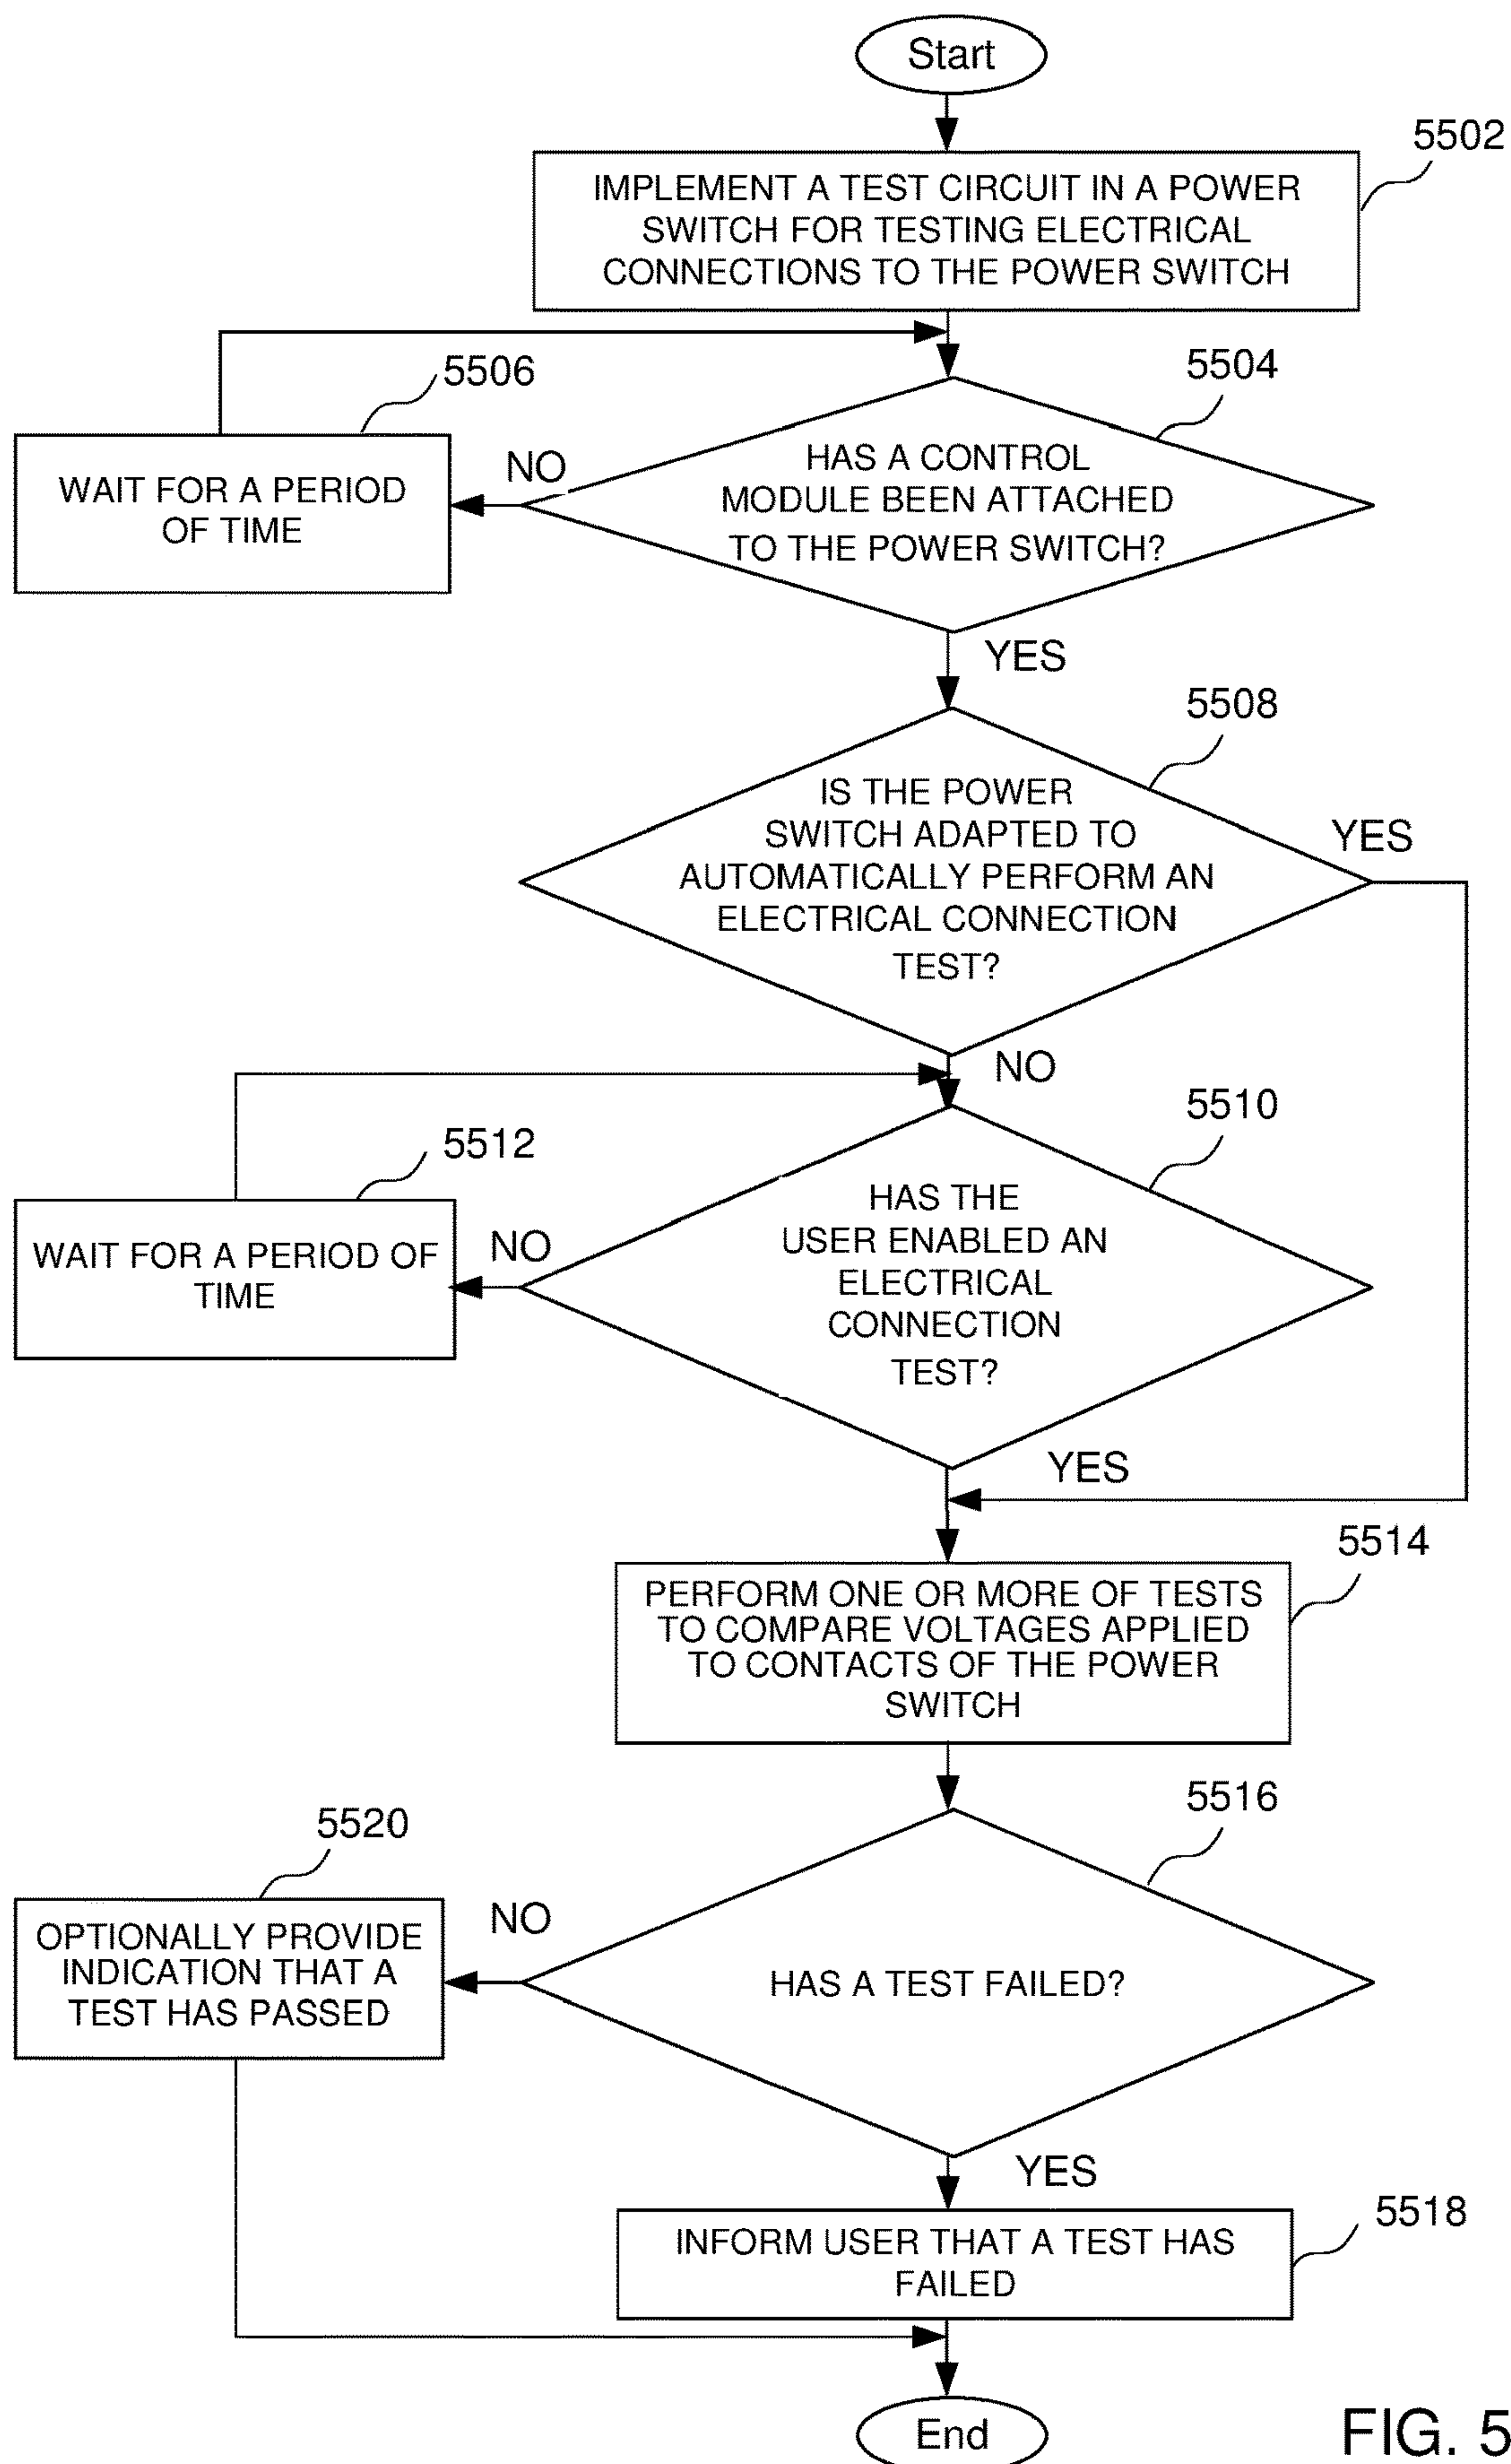 Start
5502
IMPLEMENT A TEST CIRCUIT IN A POWER
SWITCH FOR TESTING ELECTRICAL
CONNECTIONS TO THE POWER SWITCH
5506
5504
WAIT FOR A PERIOD
OF TIME
NO
HAS A CONTROL
MODULE BEEN ATTACHED
TO THE POWER SWITCH?
YES
5508
IS THE POWER
SWITCH ADAPTED TO
AUTOMATICALLY PERFORM AN
ELECTRICAL CONNECTION
TEST?
YES
NO
5510
5512
WAIT FOR A PERIOD OF
TIME
NO
HAS THE
USER ENABLED AN
ELECTRICAL
CONNECTION
TEST?
YES
5514
PERFORM ONE OR MORE OF TESTS
TO COMPARE VOLTAGES APPLIED
TO CONTACTS OF THE POWER
SWITCH
5516
5520
OPTIONALLY PROVIDE
INDICATION THAT A
TEST HAS PASSED
NO
HAS A TEST FAILED?
YES
5518
INFORM USER THAT A TEST HAS
FAILED
End
FIG. 5